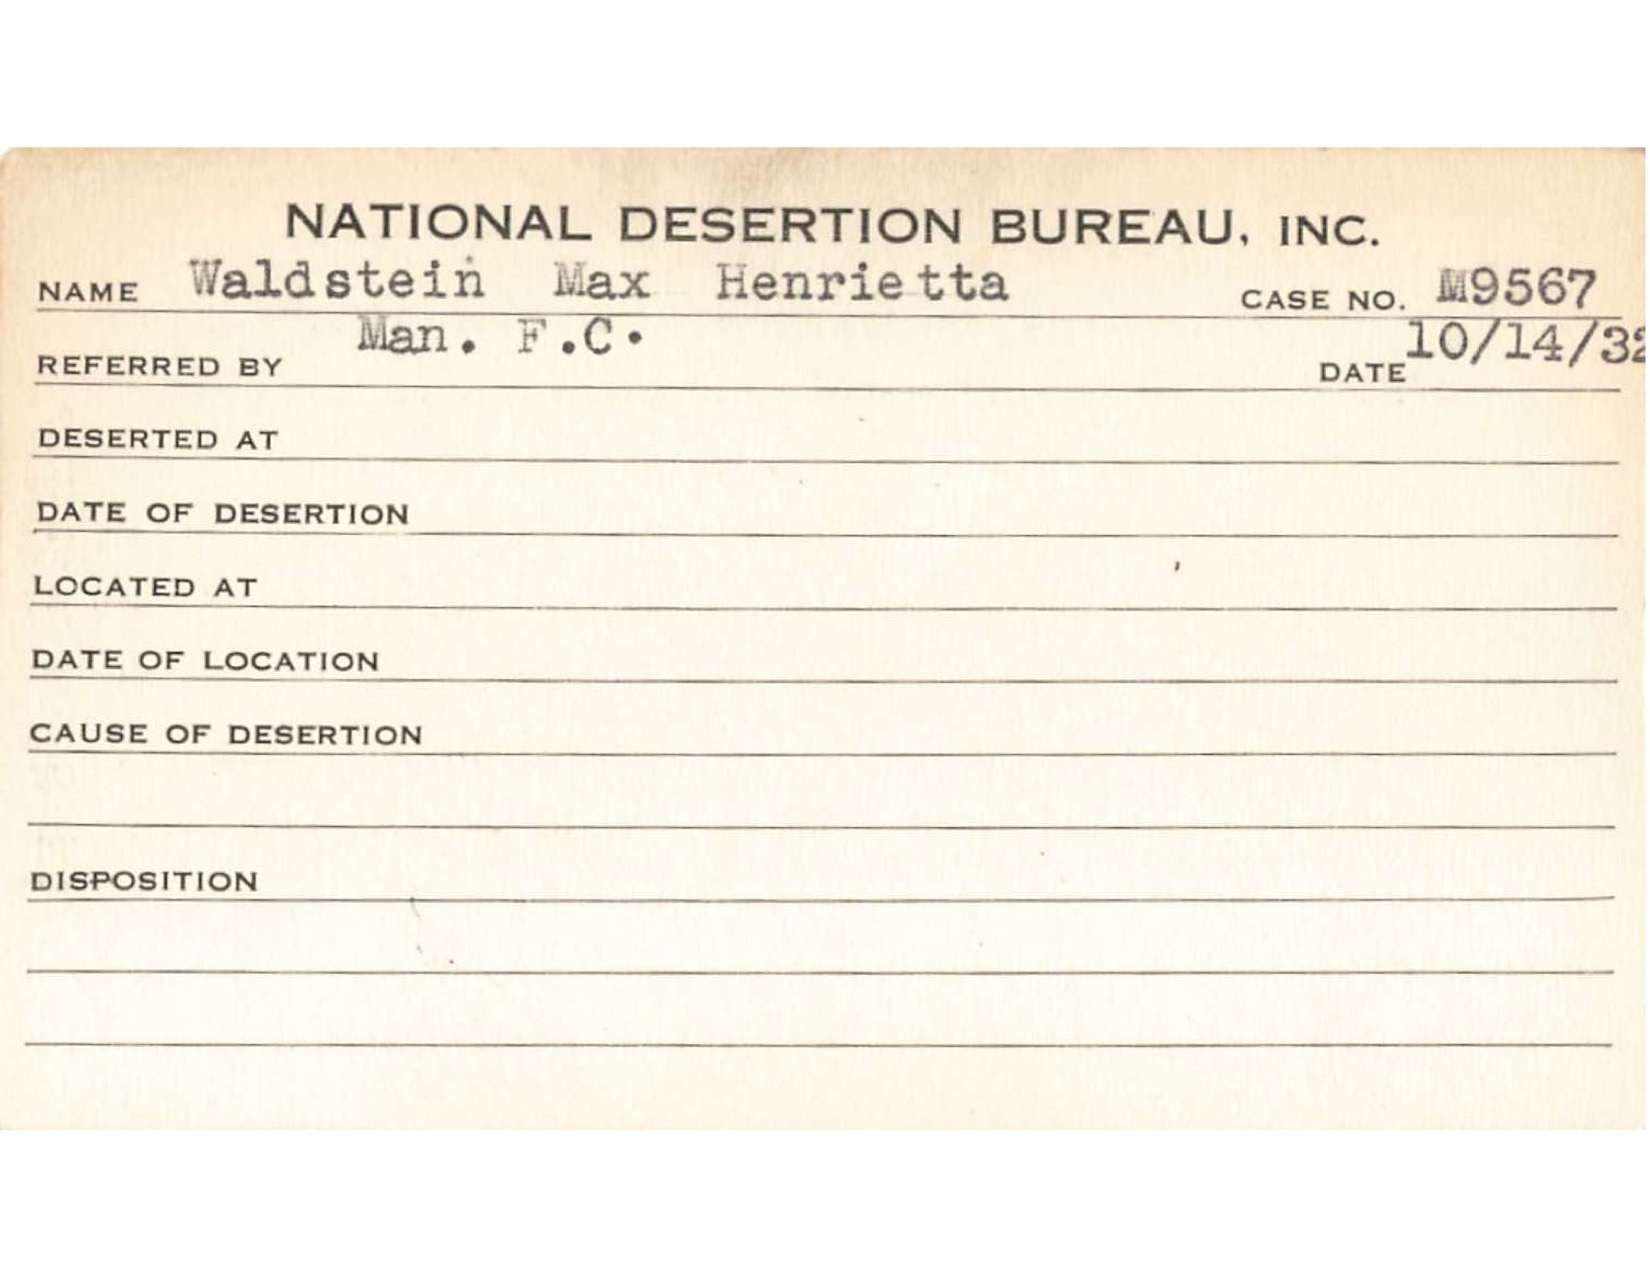 NATIONAL DESERTION BUREAU, INC.
NAME Waldstein Max Henrietta CASE NO. M9567
REFERRED BY Man. F.C. DATE 10/14/32
DESERTED AT
DATE OF DESERTION
LOCATED AT
DATE OF LOCATION
CAUSE OF DESERTION
DISPOSITION